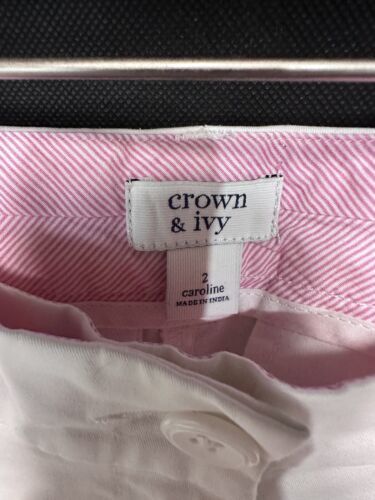 crown
& ivy
2
caroline
MADE IN INDIA